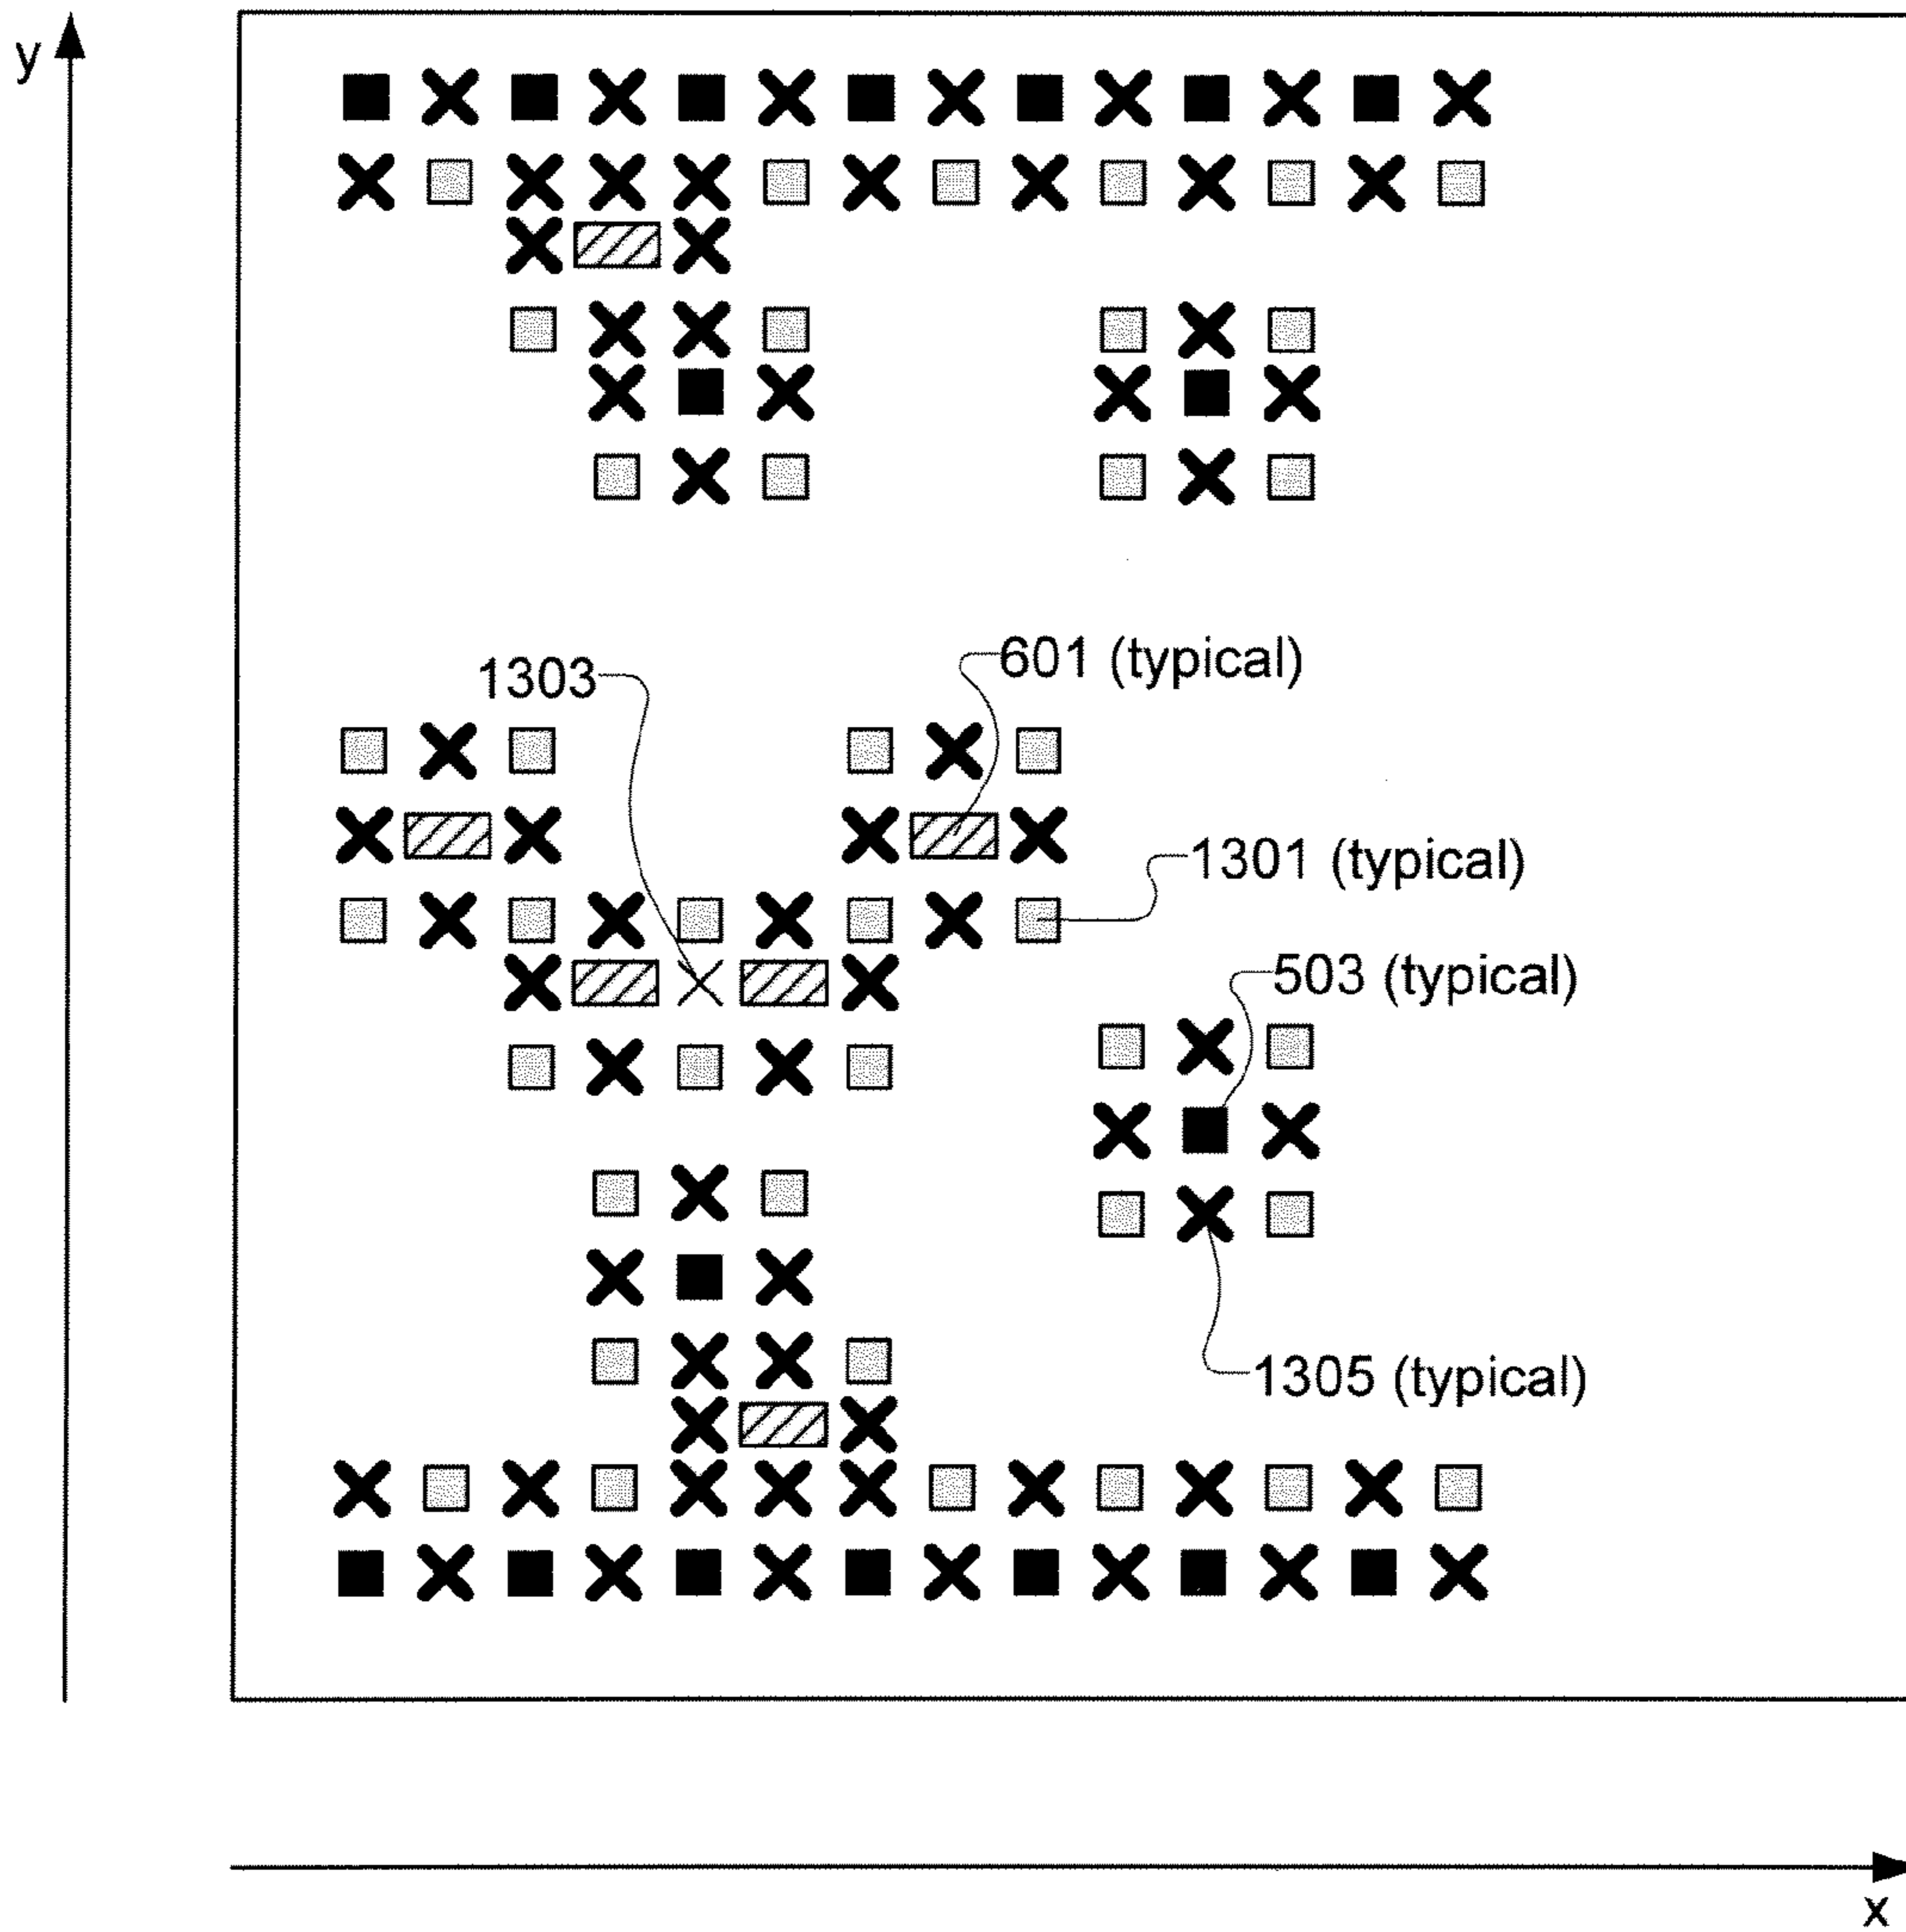 y
601 (typical)
1303
1301 (typical)
503 (typical)
1305 (typical)
x